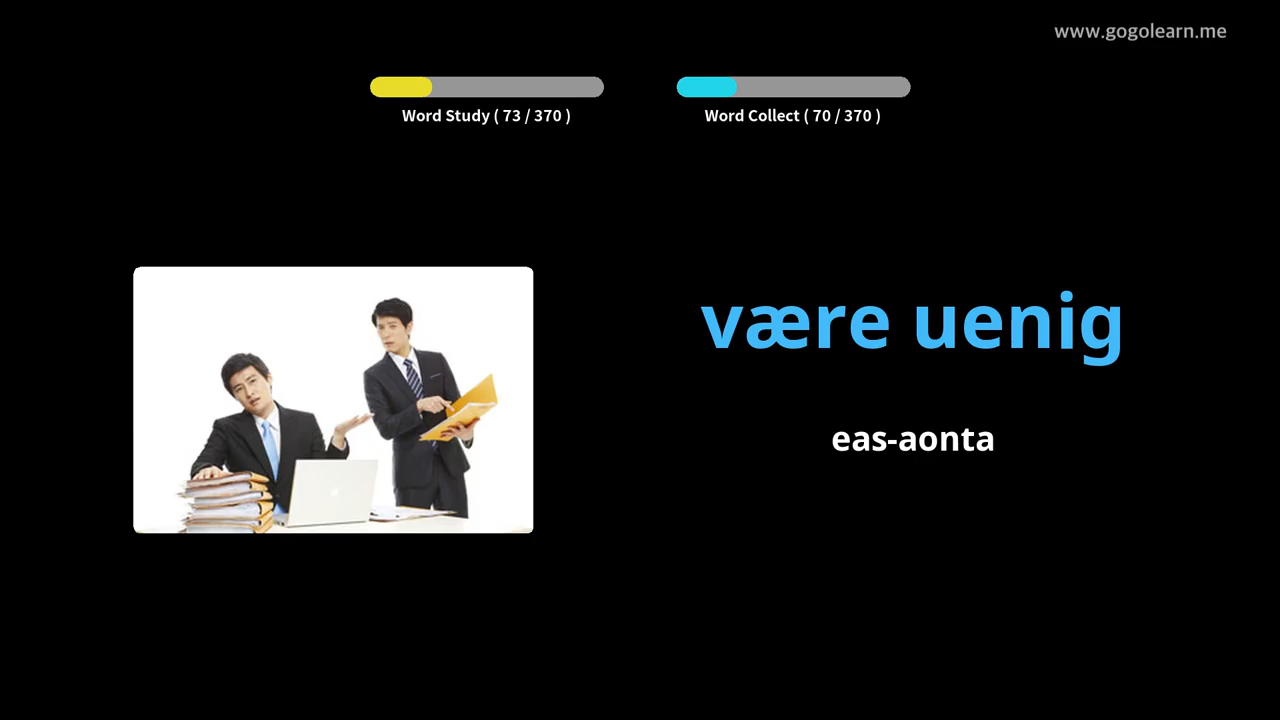 www.gogolearn.me
Word Study ( 73 / 370 )
Word Collect ( 70 / 370 )
være uenig
eas-aonta